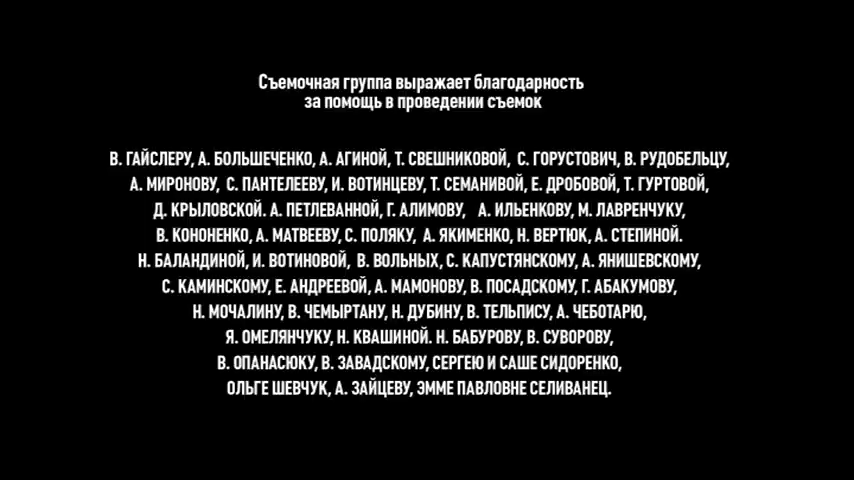 Съемочная группа выражает благодарность
за помощь в проведении съемок
В. ГАЙСЛЕРУ, А. БОЛЬШЕЧЕНКО, А. АГИНОЙ, Т. СВЕШНИКОВОЙ, С. ГОРУСТОВИЧ, В. РУДОБЕЛЬЦУ,
А. МИРОНОВУ, С. ПАНТЕЛЕЕВУ, И. ВОТИНЦЕВУ, Т. СЕМАНИВОЙ, Е. ДРОБОВОЙ, Т. ГУРТОВОЙ,
Д. КРЫЛОВСКОЙ. А. ПЕТЛЕВАННОЙ, Г. АЛИМОВУ, А. ИЛЬЕНКОВУ, М. ЛАВРЕНЧУКУ,
В. КОНОНЕНКО, А. МАТВЕЕВУ, С. ПОЛЯКУ, А. ЯКИМЕНКО, Н. ВЕРТЮК, А. СТЕПИНОЙ.
Н. БАЛАНДИНОЙ, И. ВОТИНОВОЙ, В. ВОЛЬНЫХ, С. КАПУСТЯНСКОМУ, А. ЯНИШЕВСКОМУ,
С. КАМИНСКОМУ, Е. АНДРЕЕВОЙ, А. МАМОНОВУ, В. ПОСАДСКОМУ, Г. АБАКУМОВУ,
Н. МОЧАЛИНУ, В. ЧЕМЫРТАНУ, Н. ДУБИНУ, В. ТЕЛЬПИСУ, А. ЧЕБОТАРЮ,
Я. ОМЕЛЯНЧУКУ, Н. КВАШИНОЙ. Н. БАБУРОВУ, В. СУВОРОВУ,
В. ОПАНАСЮКУ, В. ЗАВАДСКОМУ, СЕРГЕЮ И САШЕ СИДОРЕНКО,
ОЛЬГЕ ШЕВЧУК, А. ЗАЙЦЕВУ, ЭММЕ ПАВЛОВНЕ СЕЛИВАНЕЦ.